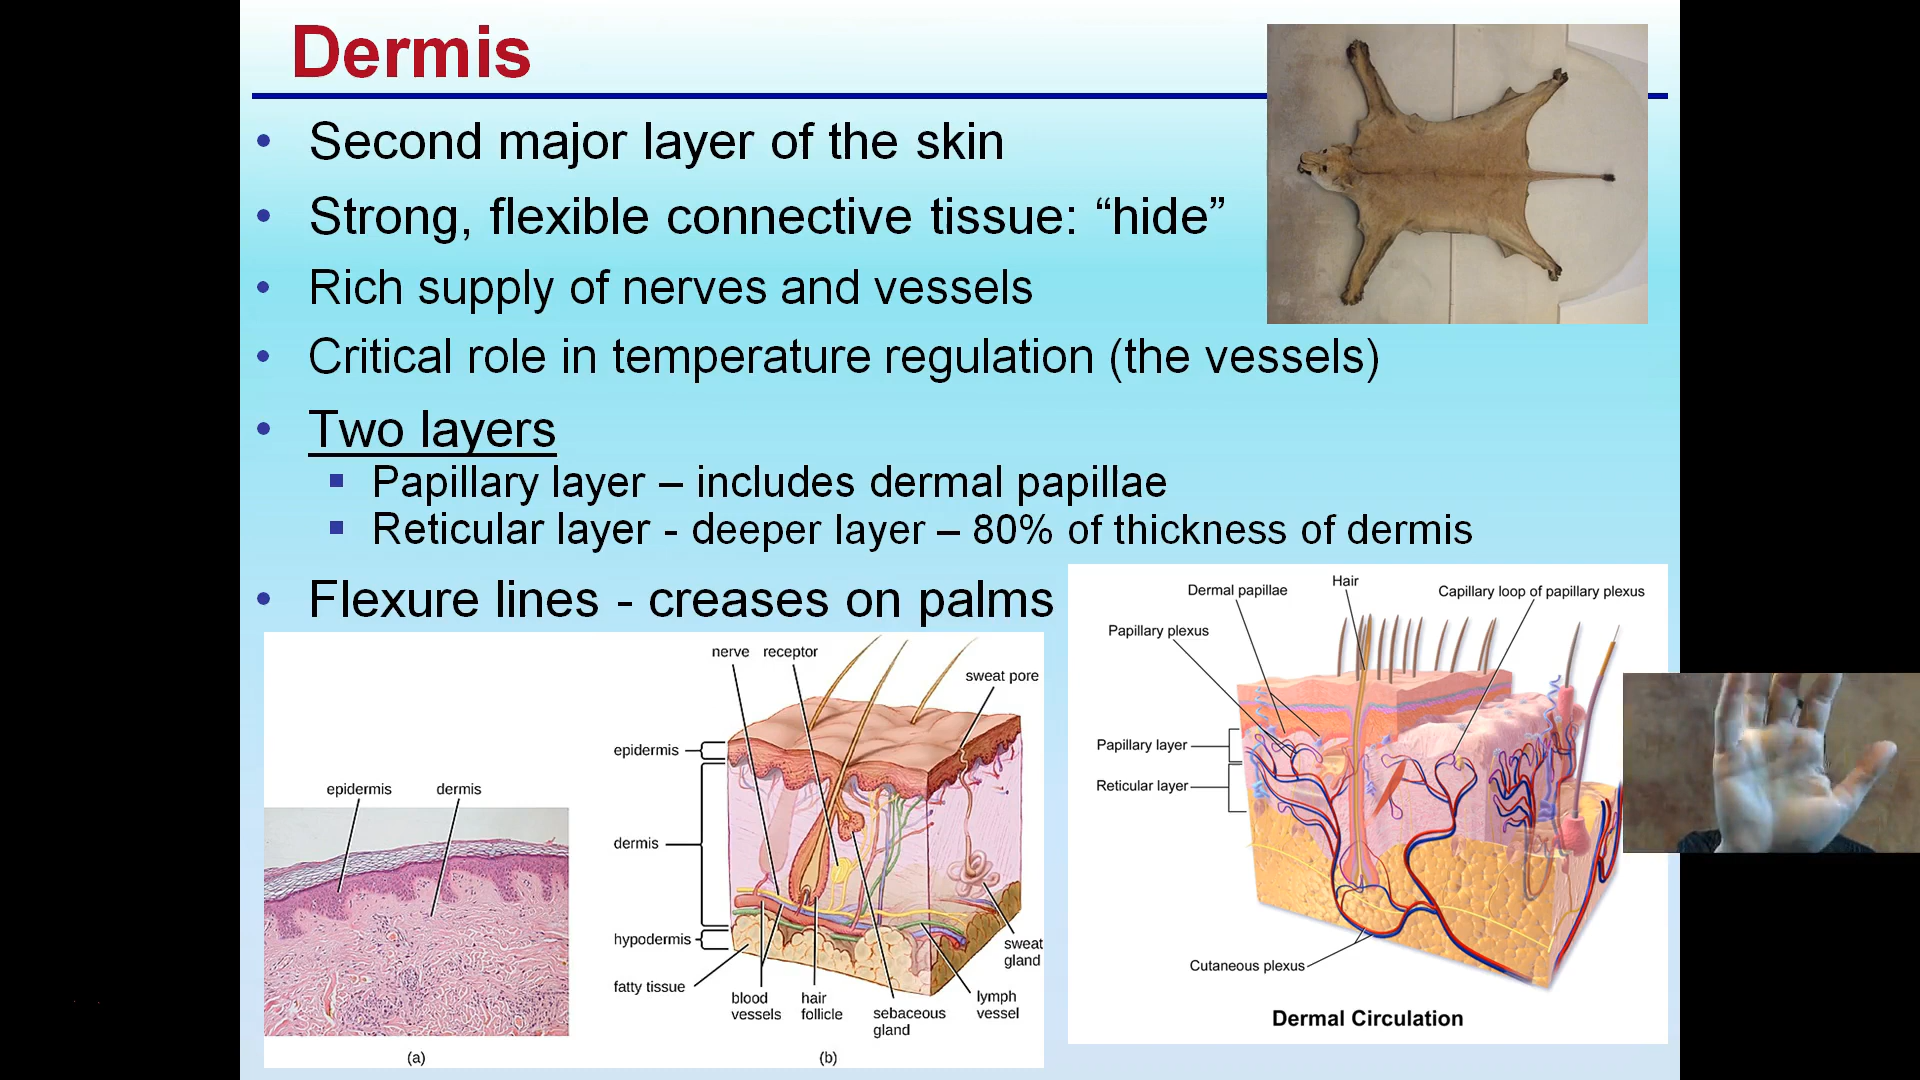 Dermis
• Second major layer of the skin
• Strong, flexible connective tissue: “hide”
• Rich supply of nerves and vessels
• Critical role in temperature regulation (the vessels)
• Two layers
▪ Papillary layer – includes dermal papillae
▪ Reticular layer - deeper layer – 80% of thickness of dermis
• Flexure lines - creases on palms
epidermis
dermis
(a)
nerve
receptor
sweat pore
epidermis
dermis
hypodermis
fatty tissue
blood
vessels
hair
follicle
sebaceous
gland
lymph
vessel
sweat
gland
(b)
Dermal papillae
Hair
Capillary loop of papillary plexus
Papillary plexus
Papillary layer
Reticular layer
Cutaneous plexus
Dermal Circulation